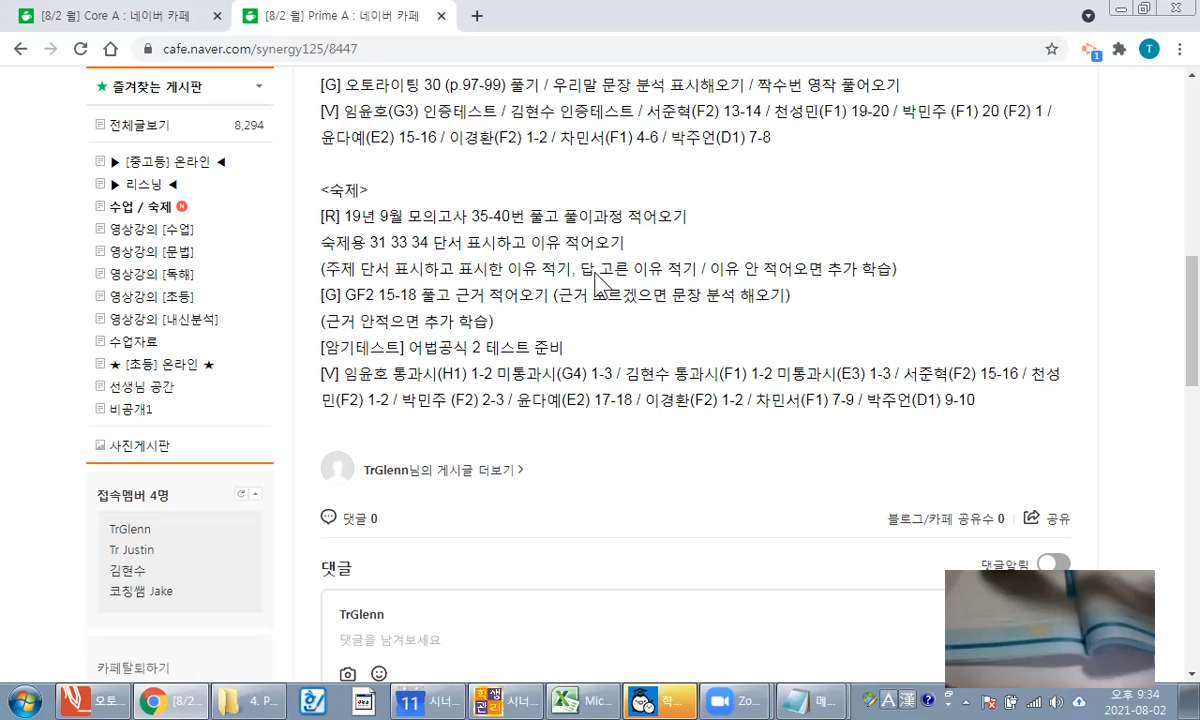 [8/2 월] Core A : 네이버 카페
[8/2 월] Prime A : 네이버 카페
cafe.naver.com/synergy125/8447
T
1
즐겨찾는 게시판
전체글보기 8,294
▶ [중고등] 온라인 ◀
▶ 리스닝 ◀
수업 / 숙제 N
영상강의 [수업]
영상강의 [문법]
영상강의 [독해]
영상강의 [초등]
영상강의 [내신분석]
수업자료
★ [초등] 온라인 ★
선생님 공간
비공개1
사진게시판
접속멤버 4명
TrGlenn
Tr Justin
김현수
코칭쌤 Jake
카페탈퇴하기
[G] 오토라이팅 30 (p.97-99) 풀기 / 우리말 문장 분석 표시해오기 / 짝수번 영작 풀어오기
[V] 임윤호(G3) 인증테스트 / 김현수 인증테스트 / 서준혁(F2) 13-14 / 천성민(F1) 19-20 / 박민주 (F1) 20 (F2) 1 /
윤다예(E2) 15-16 / 이경환(F2) 1-2 / 차민서(F1) 4-6 / 박주언(D1) 7-8
<숙제>
[R] 19년 9월 모의고사 35-40번 풀고 풀이과정 적어오기
숙제용 31 33 34 단서 표시하고 이유 적어오기
(주제 단서 표시하고 표시한 이유 적기, 답 고른 이유 적기 / 이유 안 적어오면 추가 학습)
[G] GF2 15-18 풀고 근거 적어오기 (근거 모르겠으면 문장 분석 해오기)
(근거 안적으면 추가 학습)
[암기테스트] 어법공식 2 테스트 준비
[V] 임윤호 통과시(H1) 1-2 미통과시(G4) 1-3 / 김현수 통과시(F1) 1-2 미통과시(E3) 1-3 / 서준혁(F2) 15-16 / 천성
민(F2) 1-2 / 박민주 (F2) 2-3 / 윤다예(E2) 17-18 / 이경환(F2) 1-2 / 차민서(F1) 7-9 / 박주언(D1) 9-10
TrGlenn님의 게시글 더보기
댓글 0
블로그/카페 공유수 0 공유
댓글
댓글알림
TrGlenn
댓글을 남겨보세요
오토...
[8/2...
4. P...
11 시너...
학생관리 시너...
Mic...
학...
Zo...
메...
A 漢
오후 9:34
2021-08-02